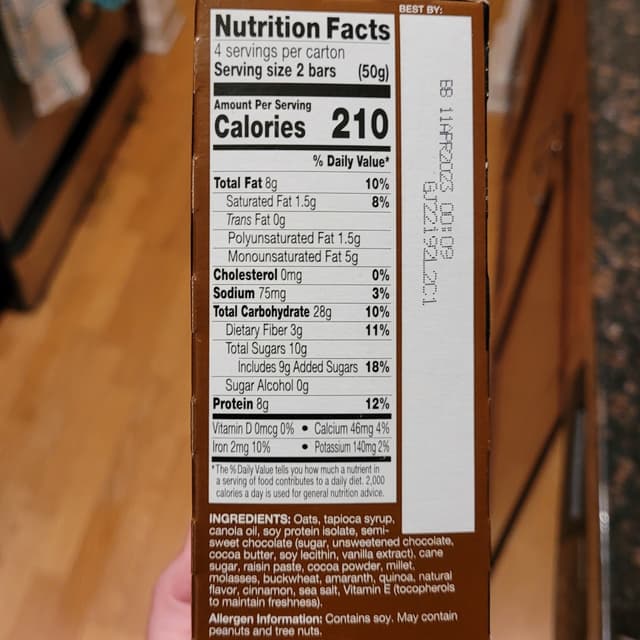 BEST BY:
BB 11APR2023 00:09
GJ22192L2C1
Nutrition Facts
4 servings per carton
Serving size 2 bars (50g)
Amount Per Serving
Calories 210
% Daily Value*
Total Fat 8g 10%
Saturated Fat 1.5g 8%
Trans Fat 0g
Polyunsaturated Fat 1.5g
Monounsaturated Fat 5g
Cholesterol 0mg 0%
Sodium 75mg 3%
Total Carbohydrate 28g 10%
Dietary Fiber 3g 11%
Total Sugars 10g
Includes 9g Added Sugars 18%
Sugar Alcohol 0g
Protein 8g 12%
Vitamin D 0mcg 0% • Calcium 46mg 4%
Iron 2mg 10% • Potassium 140mg 2%
*The % Daily Value tells you how much a nutrient in
a serving of food contributes to a daily diet. 2,000
calories a day is used for general nutrition advice.
INGREDIENTS: Oats, tapioca syrup,
canola oil, soy protein isolate, semi-
sweet chocolate (sugar, unsweetened chocolate,
cocoa butter, soy lecithin, vanilla extract), cane
sugar, raisin paste, cocoa powder, millet,
molasses, buckwheat, amaranth, quinoa, natural
flavor, cinnamon, sea salt, Vitamin E (tocopherols
to maintain freshness).
Allergen Information: Contains soy. May contain
peanuts and tree nuts.